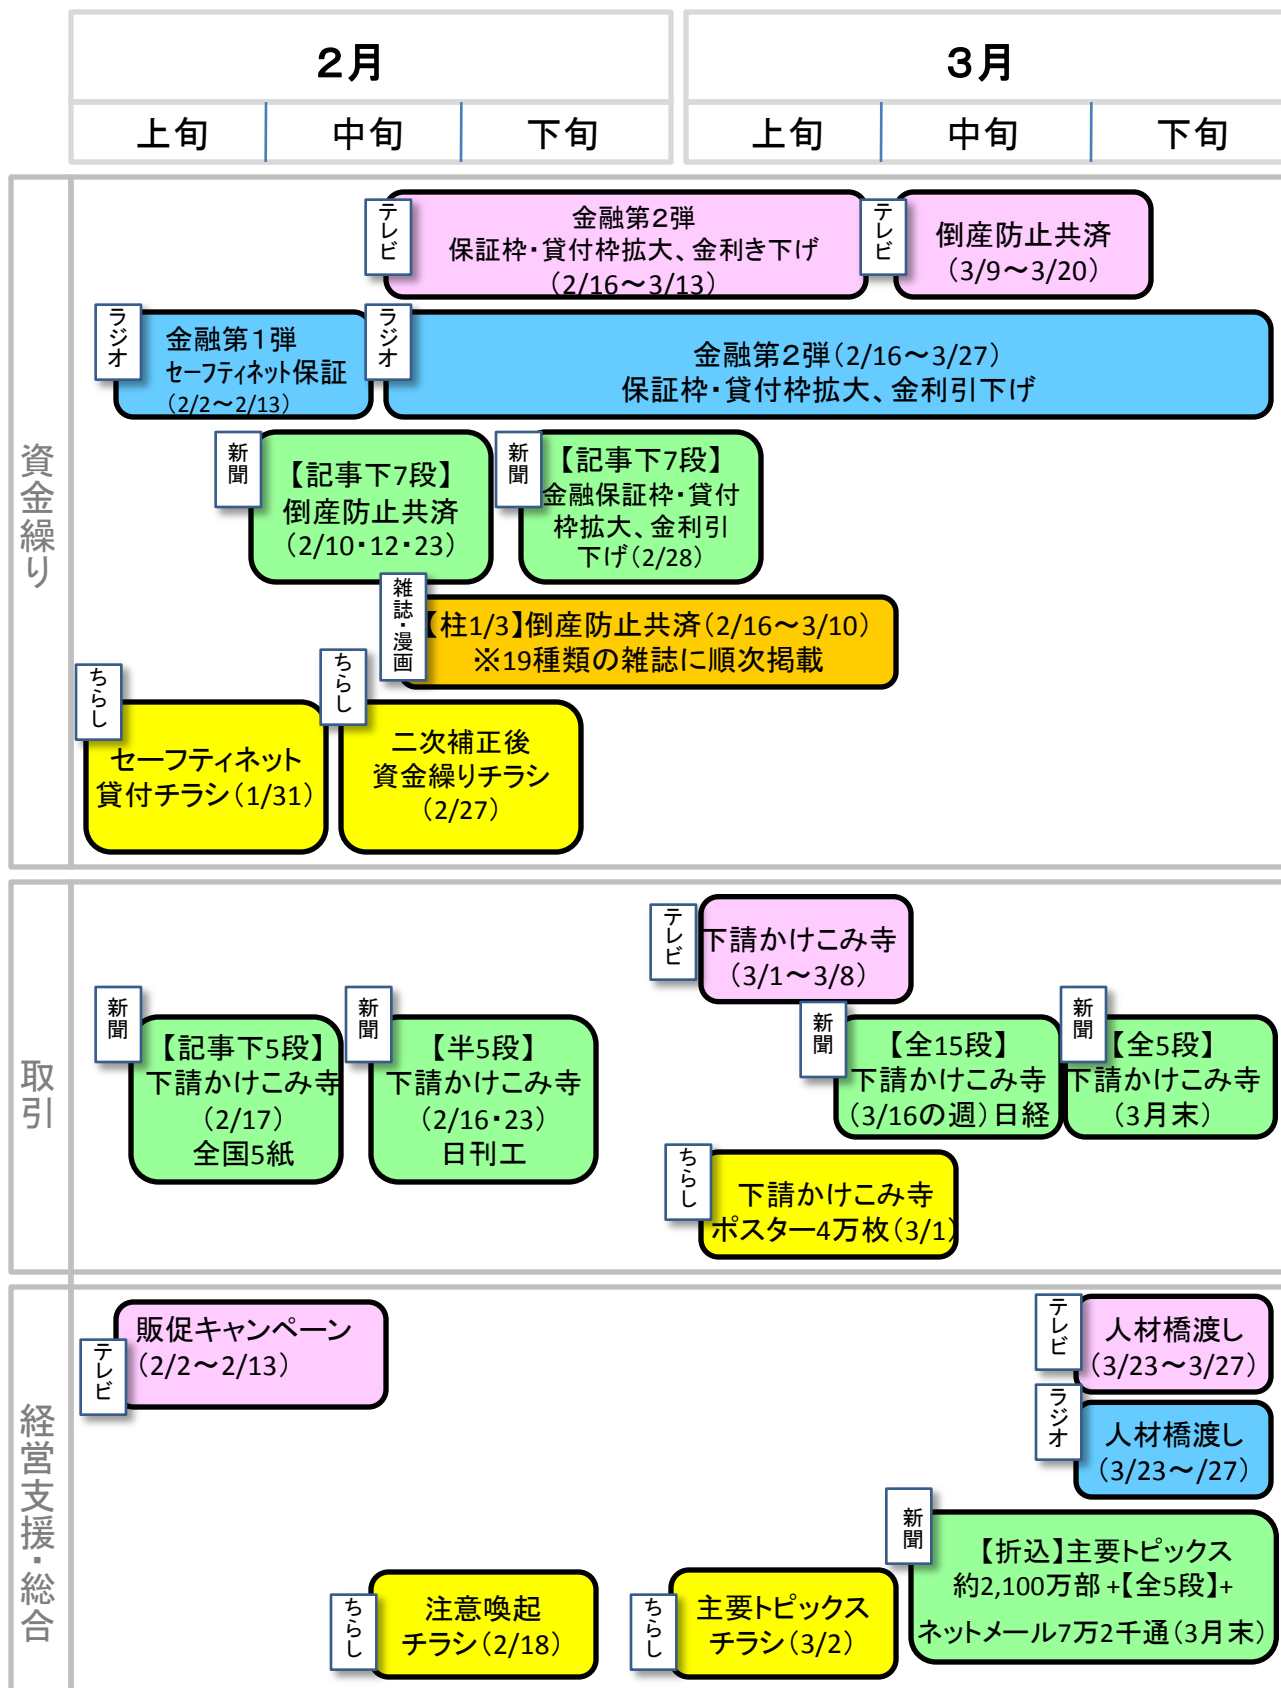 2月
3月
上旬
中旬
下旬
上旬
中旬
下旬
資金繰り
テレビ
金融第2弾
保証枠・貸付枠拡大、金利き下げ
（2/16～3/13）
テレビ
倒産防止共済
（3/9～3/20）
ラジオ
金融第1弾
セーフティネット保証
（2/2～2/13）
ラジオ
金融第2弾（2/16～3/27）
保証枠・貸付枠拡大、金利引下げ
新聞
【記事下7段】
倒産防止共済
（2/10・12・23）
新聞
【記事下7段】
金融保証枠・貸付
枠拡大、金利引
下げ（2/28）
雑誌・漫画
【柱1/3】倒産防止共済（2/16～3/10）
※19種類の雑誌に順次掲載
ちらし
セーフティネット
貸付チラシ（1/31）
ちらし
二次補正後
資金繰りチラシ
（2/27）
取引
テレビ
下請かけこみ寺
（3/1～3/8）
新聞
【記事下5段】
下請かけこみ寺
（2/17）
全国5紙
新聞
【半5段】
下請かけこみ寺
（2/16・23）
日刊工
新聞
【全15段】
下請かけこみ寺
（3/16の週）日経
新聞
【全5段】
下請かけこみ寺
（3月末）
ちらし
下請かけこみ寺
ポスター4万枚（3/1）
経営支援・総合
テレビ
販促キャンペーン
（2/2～2/13）
テレビ
人材橋渡し
（3/23～3/27）
ラジオ
人材橋渡し
（3/23～/27）
新聞
【折込】主要トピックス
約2,100万部+【全5段】+
ネットメール7万2千通（3月末）
ちらし
注意喚起
チラシ（2/18）
ちらし
主要トピックス
チラシ（3/2）